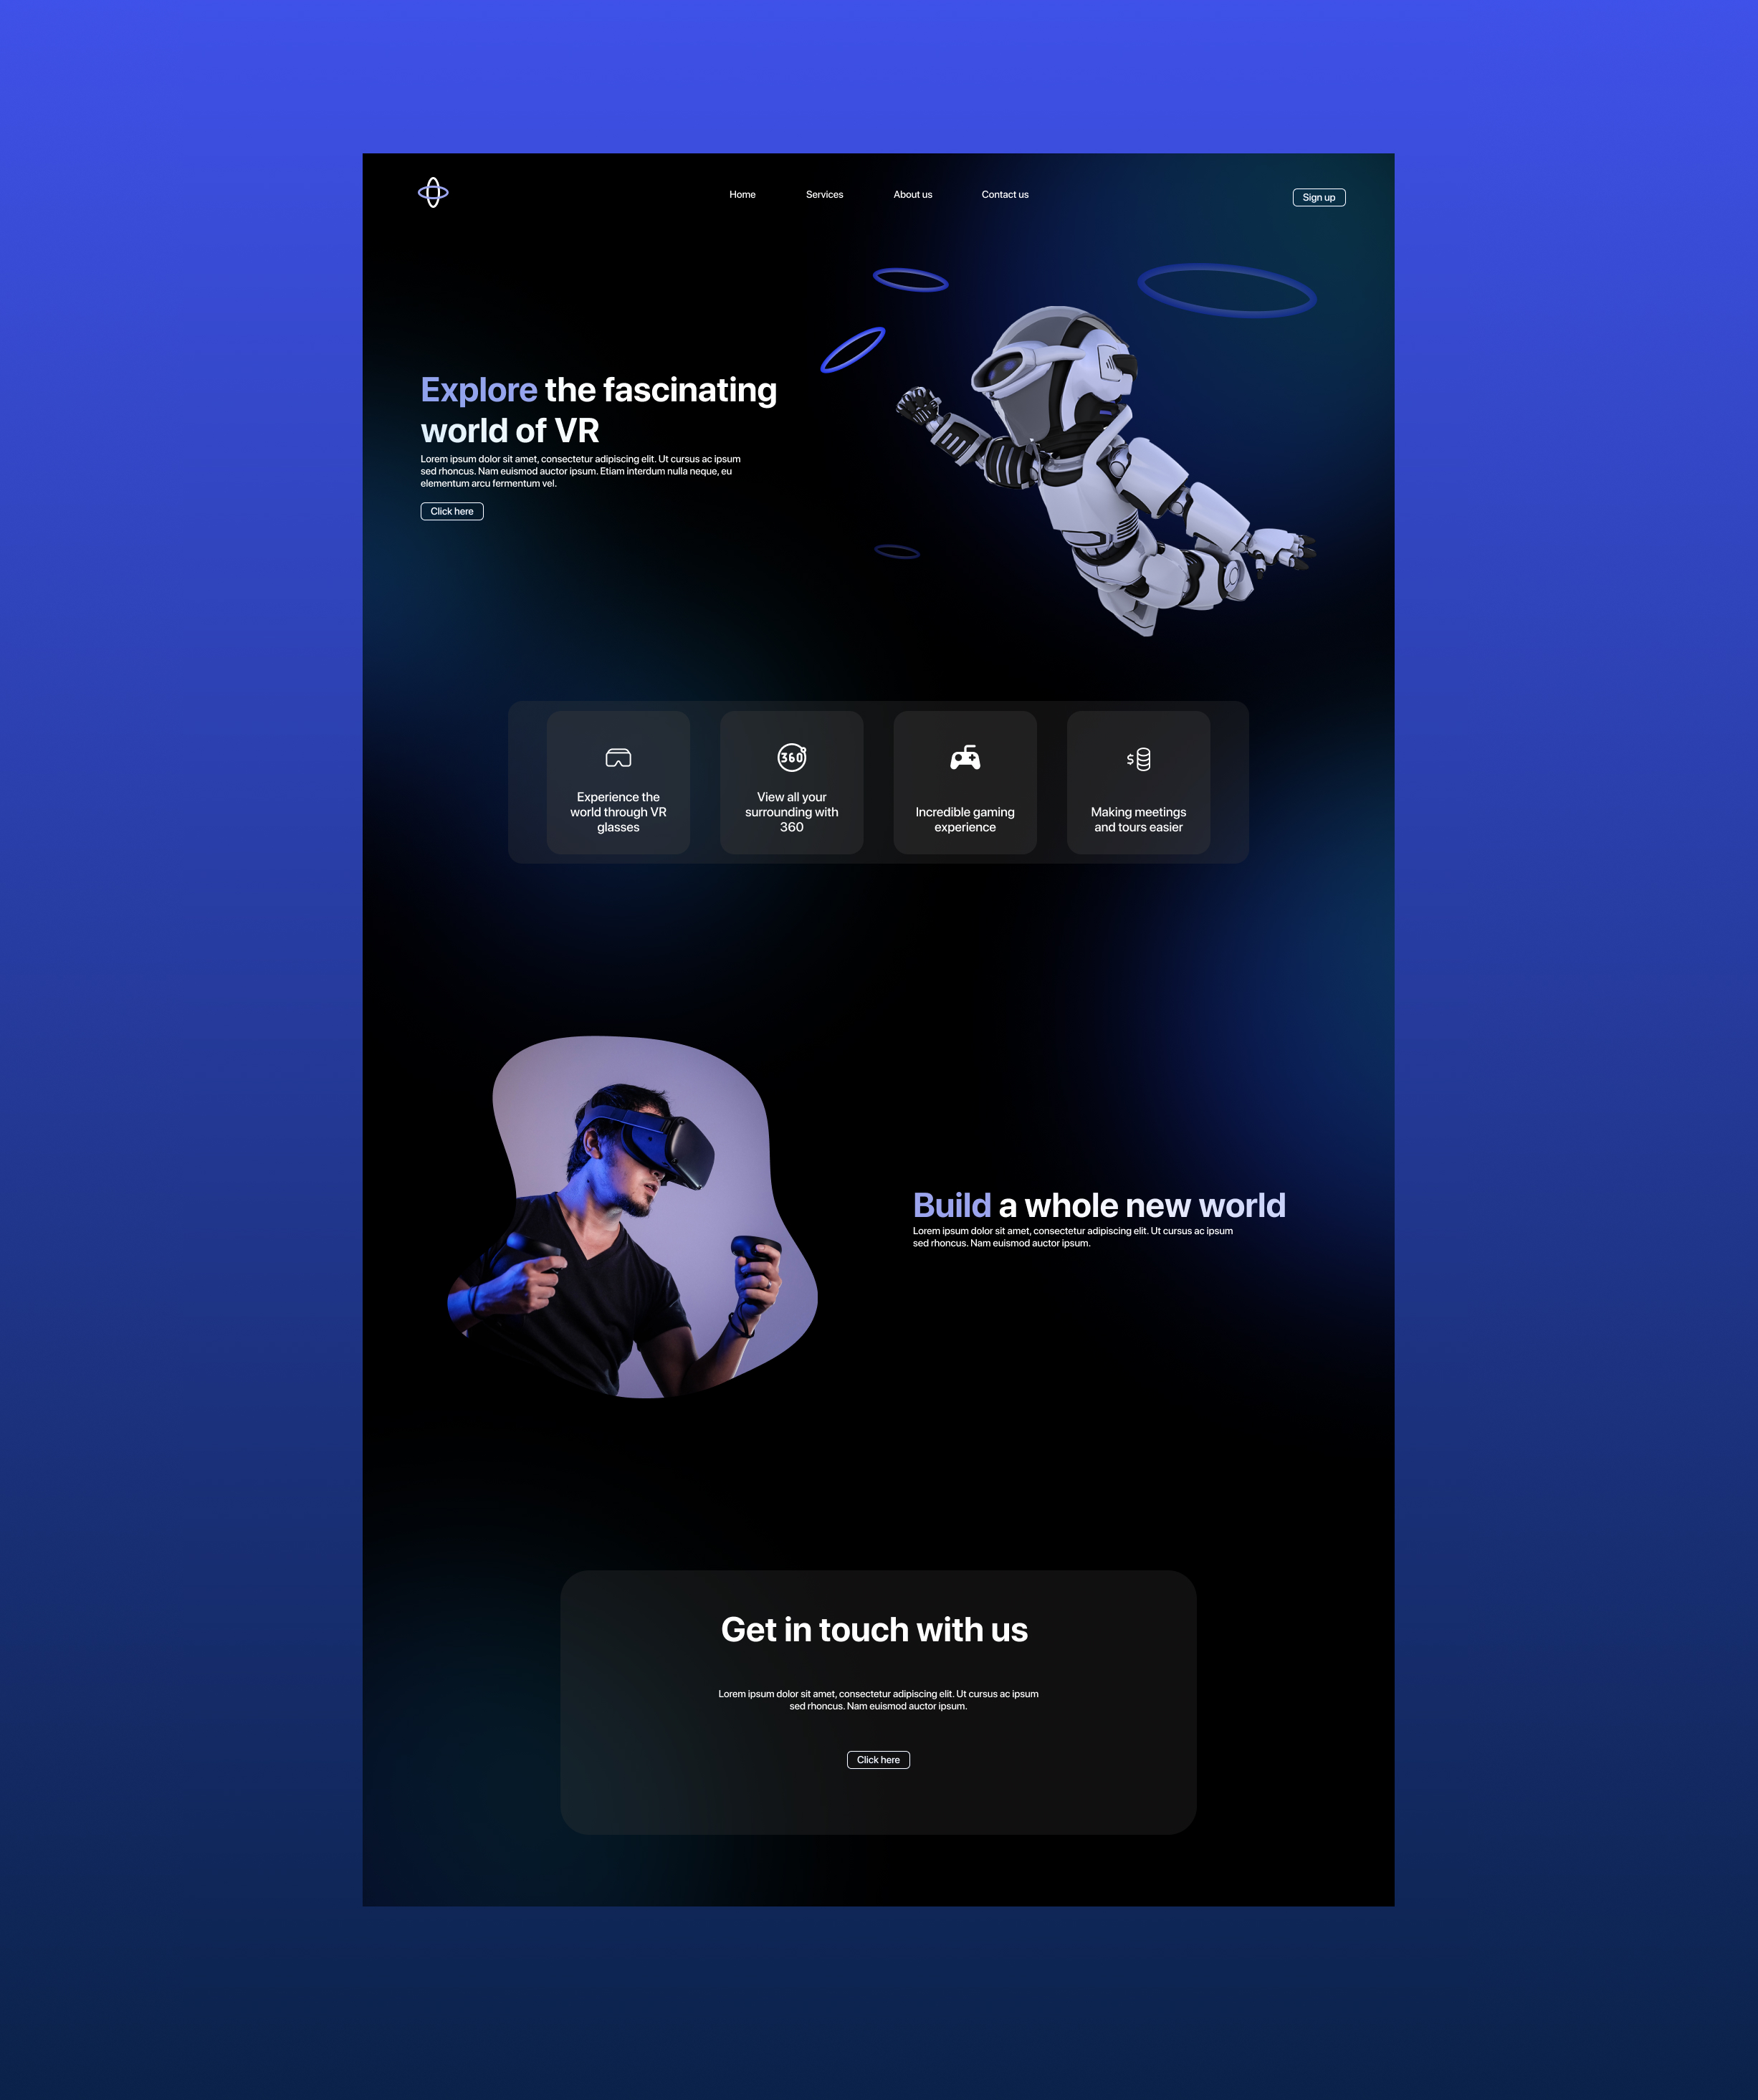 Home
Services
About us
Contact us
Sign up
Explore the fascinating
world of VR
Lorem ipsum dolor sit amet, consectetur adipiscing elit. Ut cursus ac ipsum
sed rhoncus. Nam euismod auctor ipsum. Etiam interdum nulla neque, eu
elementum arcu fermentum vel.
Click here
Experience the
world through VR
glasses
360
View all your
surrounding with
360
Incredible gaming
experience
$
Making meetings
and tours easier
Build a whole new world
Lorem ipsum dolor sit amet, consectetur adipiscing elit. Ut cursus ac ipsum
sed rhoncus. Nam euismod auctor ipsum.
Get in touch with us
Lorem ipsum dolor sit amet, consectetur adipiscing elit. Ut cursus ac ipsum
sed rhoncus. Nam euismod auctor ipsum.
Click here